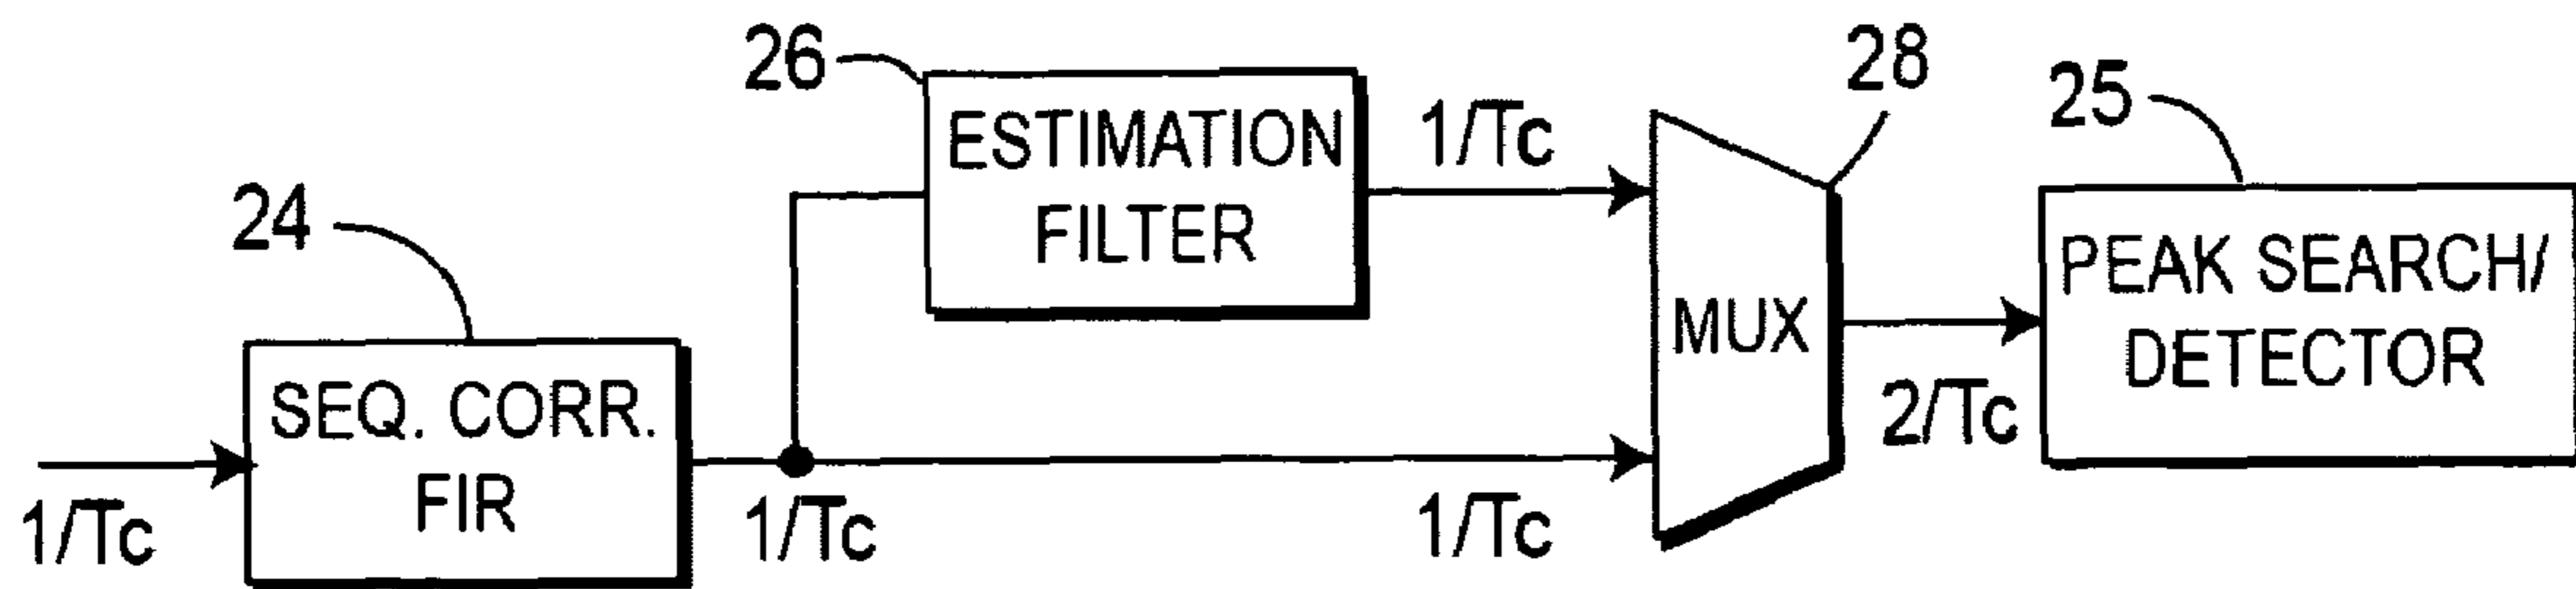 26
28
ESTIMATION
FILTER
1/Tc
25
24
MUX
PEAK SEARCH/
DETECTOR
SEQ. CORR.
FIR
2/Tc
1/Tc
1/Tc
1/Tc